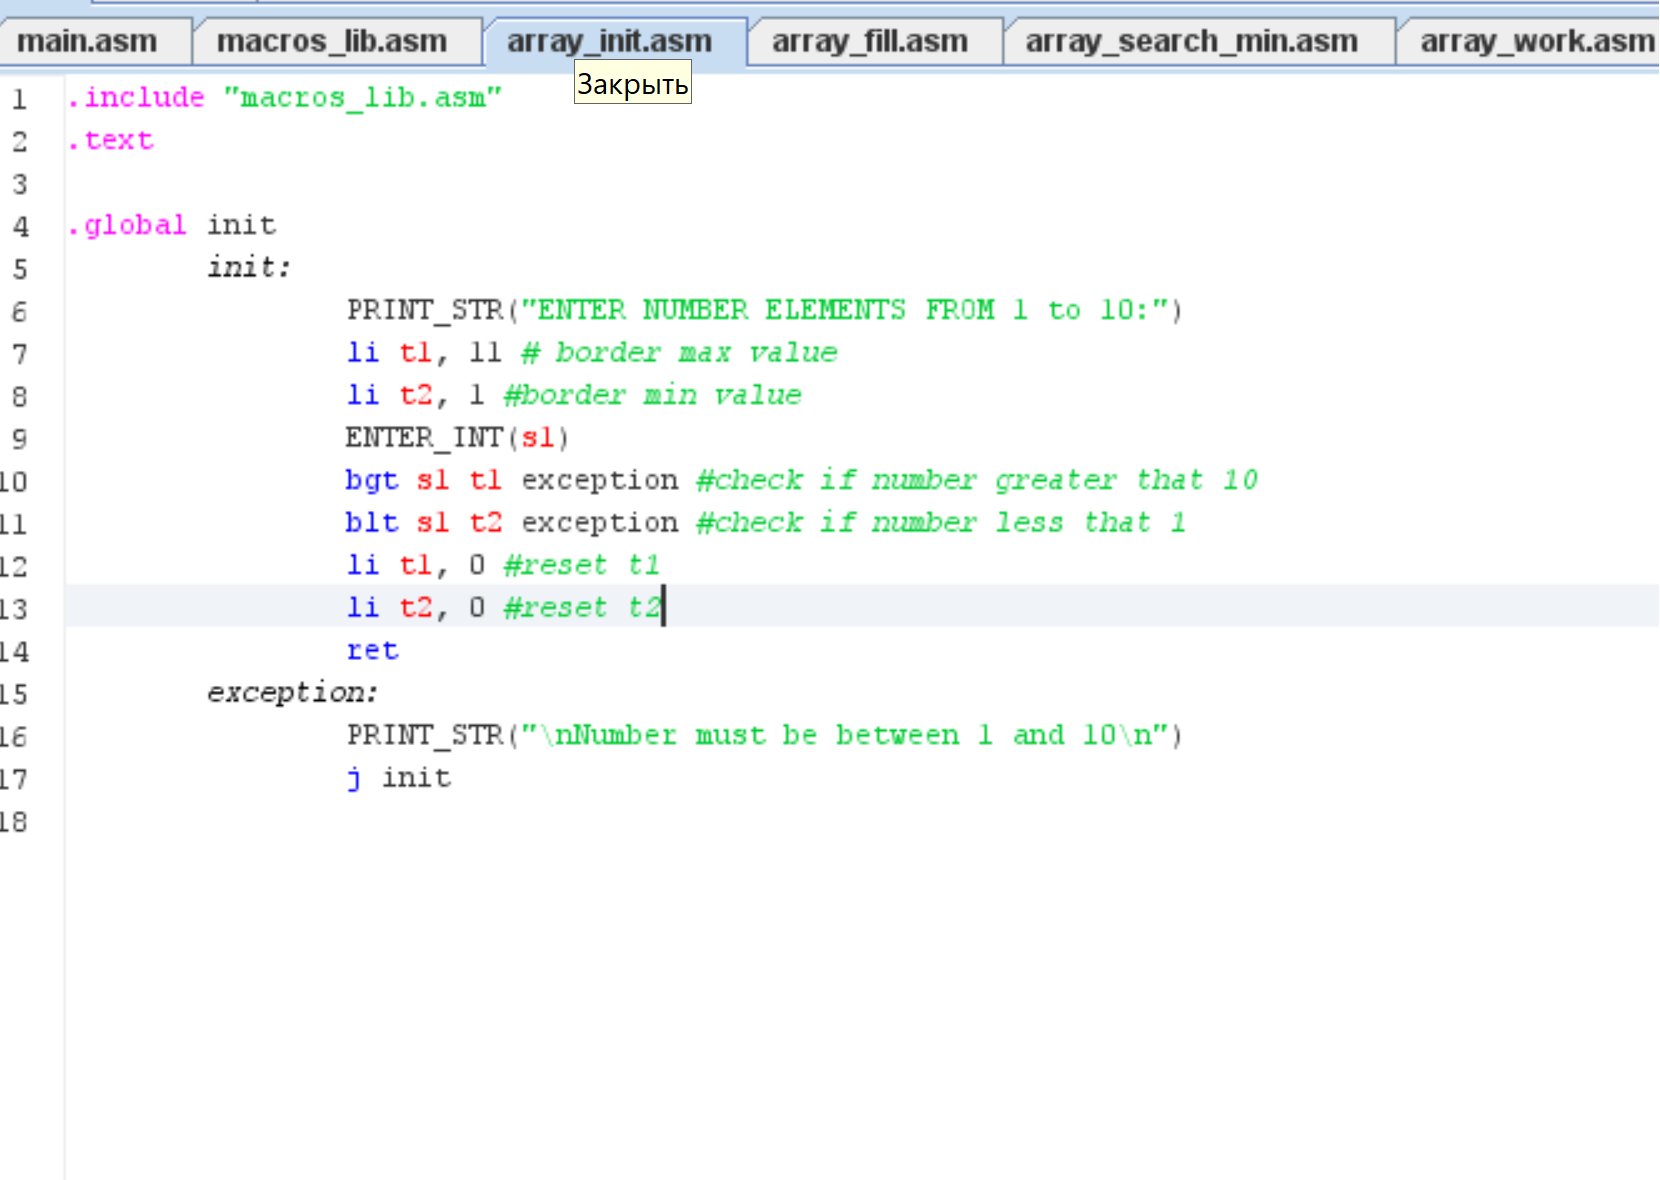 main.asm macros_lib.asm array_init.asm array_fill.asm array_search_min.asm array_work.asm
Закрыть
1 .include "macros_lib.asm"
2 .text
3
4 .global init
5 init:
6 PRINT_STR("ENTER NUMBER ELEMENTS FROM 1 to 10:")
7 li t1, 11 # border max value
8 li t2, 1 #border min value
9 ENTER_INT(s1)
10 bgt s1 t1 exception #check if number greater that 10
11 blt s1 t2 exception #check if number less that 1
12 li t1, 0 #reset t1
13 li t2, 0 #reset t2
14 ret
15 exception:
16 PRINT_STR("\nNumber must be between 1 and 10\n")
17 j init
18